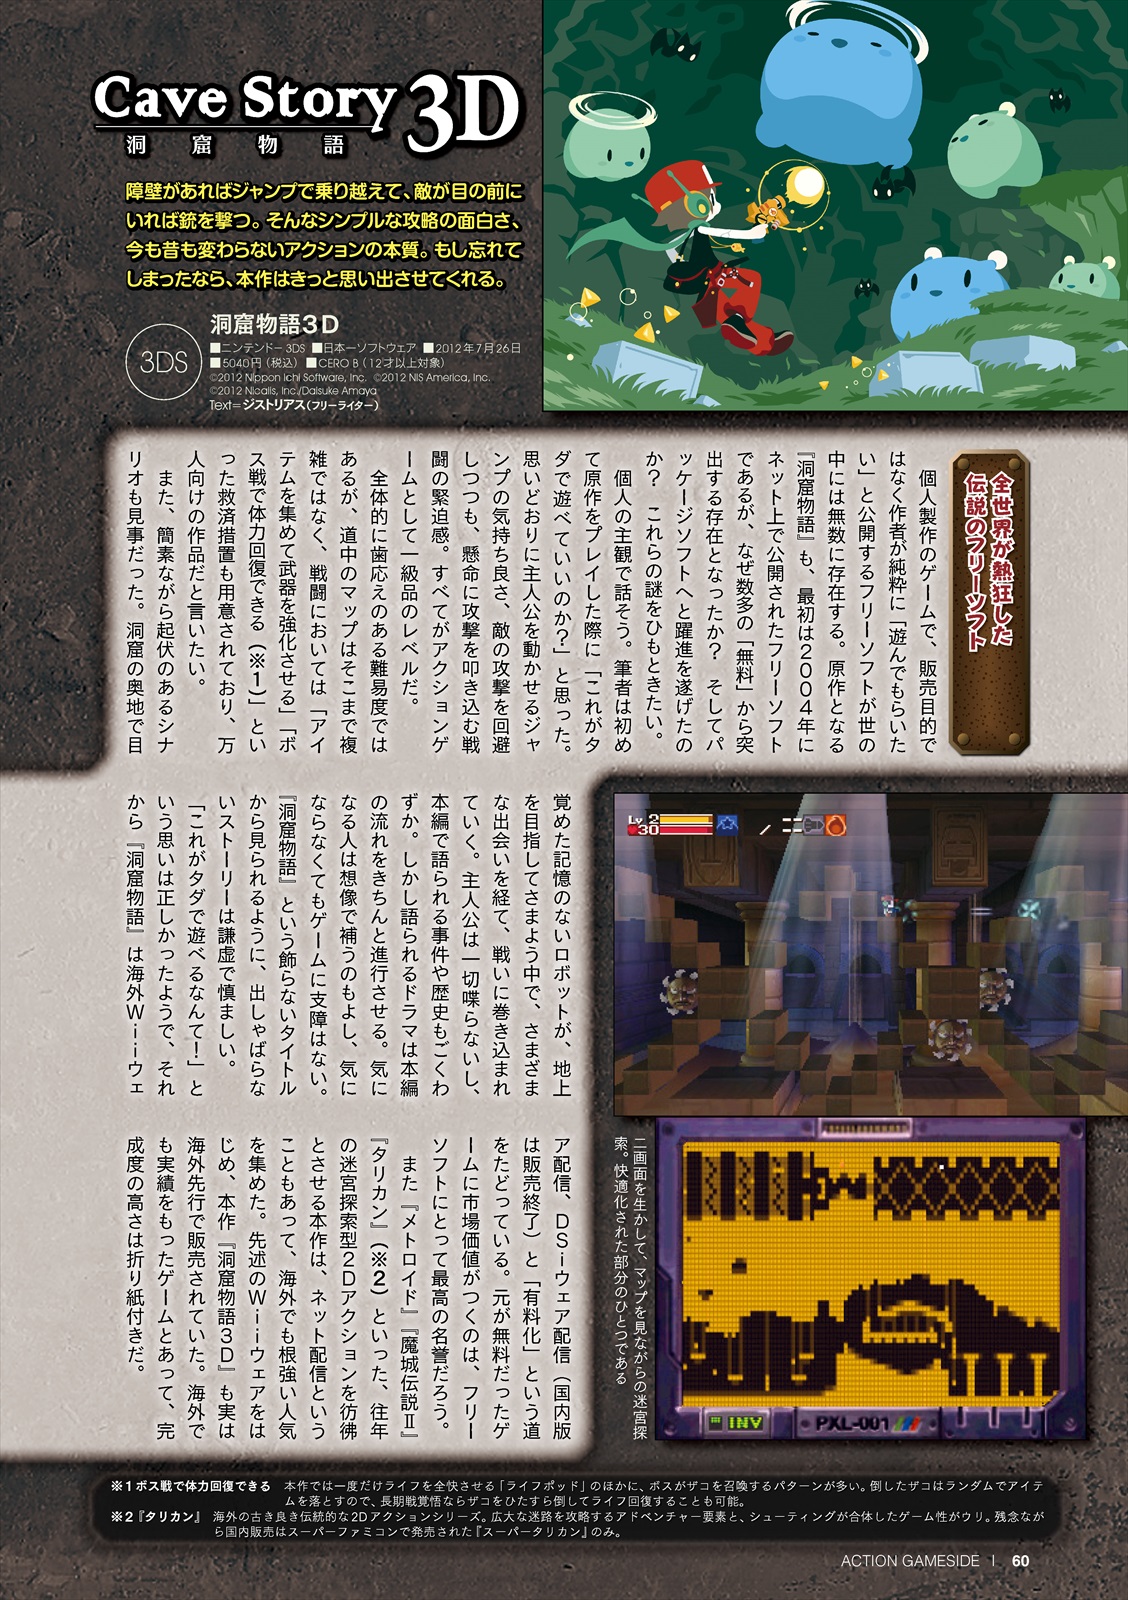 Cave Story 3D
洞窟物語
障壁があればジャンプで乗り越えて、敵が目の前に
いれば銃を撃つ。そんなシンプルな攻略の面白さ、
今も昔も変わらないアクションの本質。もし忘れて
しまったなら、本作はきっと思い出させてくれる。
3DS
洞窟物語3D
■ニンテンドー3DS ■日本一ソフトウェア ■2012年7月26日
■5040円（税込） ■CERO B（12才以上対象）
©2012 Nippon Ichi Software, Inc. ©2012 NIS America, Inc.
©2012 Nicalis, Inc./Daisuke Amaya
Text=ジストリアス（フリーライター）
全世界が熱狂した
伝説のフリーソフト
個人製作のゲームで、販売目的で
はなく作者が純粋に「遊んでもらいた
い」と公開するフリーソフトが世の
中には無数に存在する。原作となる
『洞窟物語』も、最初は2004年に
ネット上で公開されたフリーソフト
であるが、なぜ数多の「無料」から突
出する存在となったか？ そしてパ
ッケージソフトへと躍進を遂げたの
か？ これらの謎をひもときたい。
個人の主観で話そう。筆者は初め
て原作をプレイした際に「これがタ
ダで遊べていいのか？」と思った。
思いどおりに主人公を動かせるジャ
ンプの気持ち良さ、敵の攻撃を回避
しつつも、懸命に攻撃を叩き込む戦
闘の緊迫感。すべてがアクションゲ
ームとして一級品のレベルだ。
全体的に歯応えのある難易度では
あるが、道中のマップはそこまで複
雑ではなく、戦闘においては「アイ
テムを集めて武器を強化させる」「ボ
ス戦で体力回復できる（※1）」とい
った救済措置も用意されており、万
人向けの作品だと言いたい。
また、簡素ながら起伏のあるシナ
リオも見事だった。洞窟の奥地で目
覚めた記憶のないロボットが、地上
を目指してさまよう中で、さまざま
な出会いを経て、戦いに巻き込まれ
ていく。主人公は一切喋らないし、
本編で語られる事件や歴史もごくわ
ずか。しかし語られるドラマは本編
の流れをきちんと進行させる。気に
なる人は想像で補うのもよし、気に
ならなくてもゲームに支障はない。
『洞窟物語』という飾らないタイトル
から見られるように、出しゃばらな
いストーリーは謙虚で慎ましい。
「これがタダで遊べるなんて！」と
いう思いは正しかったようで、それ
から『洞窟物語』は海外Wiiウェ
ア配信、DSiウェア配信（国内版
は販売終了）と「有料化」という道
をたどっている。元が無料だったゲ
ームに市場価値がつくのは、フリー
ソフトにとって最高の名誉だろう。
また『メトロイド』『魔城伝説Ⅱ』
『タリカン』（※2）といった、往年
の迷宮探索型2Dアクションを彷彿
とさせる本作は、ネット配信という
こともあって、海外でも根強い人気
を集めた。先述のWiiウェアをは
じめ、本作『洞窟物語3D』も実は
海外先行で販売されていた。海外で
も実績をもったゲームとあって、完
成度の高さは折り紙付きだ。
Lv 2
30
二画面を生かして、マップを見ながらの迷宮探
索。快適化された部分のひとつである
INV
PXL-001
※1 ボス戦で体力回復できる 本作では一度だけライフを全快させる「ライフポッド」のほかに、ボスがザコを召喚するパターンが多い。倒したザコはランダムでアイテ
ムを落とすので、長期戦覚悟ならザコをひたすら倒してライフ回復することも可能。
※2『タリカン』 海外の古き良き伝統的な2Dアクションシリーズ。広大な迷路を攻略するアドベンチャー要素と、シューティングが合体したゲーム性がウリ。残念なが
ら国内販売はスーパーファミコンで発売された『スーパータリカン』のみ。
ACTION GAMESIDE | 60